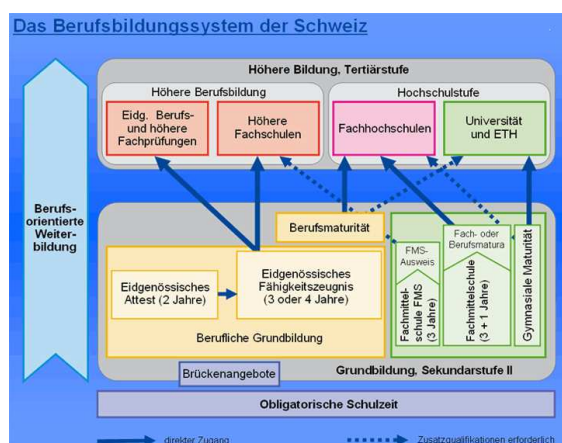 Das Berufsbildungssystem der Schweiz
Höhere Bildung, Tertiärstufe
Höhere Berufsbildung
Hochschulstufe
Eidg. Berufs-
und höhere
Fachprüfungen
Höhere
Fachschulen
Fachhochschulen
Universität
und ETH
Berufs-
orientierte
Weiter-
bildung
Berufsmaturität
Eidgenössisches
Attest (2 Jahre)
Eidgenössisches
Fähigkeitszeugnis
(3 oder 4 Jahre)
Berufliche Grundbildung
FMS-
Ausweis
Fachmittel-
schule FMS
(3 Jahre)
Fach- oder
Berufsmatura
Fachmittelschule
(3 + 1 Jahre)
Gymnasiale Maturität
Brückenangebote
Grundbildung, Sekundarstufe II
Obligatorische Schulzeit
direkter Zugang
Zusatzqualifikationen erforderlich